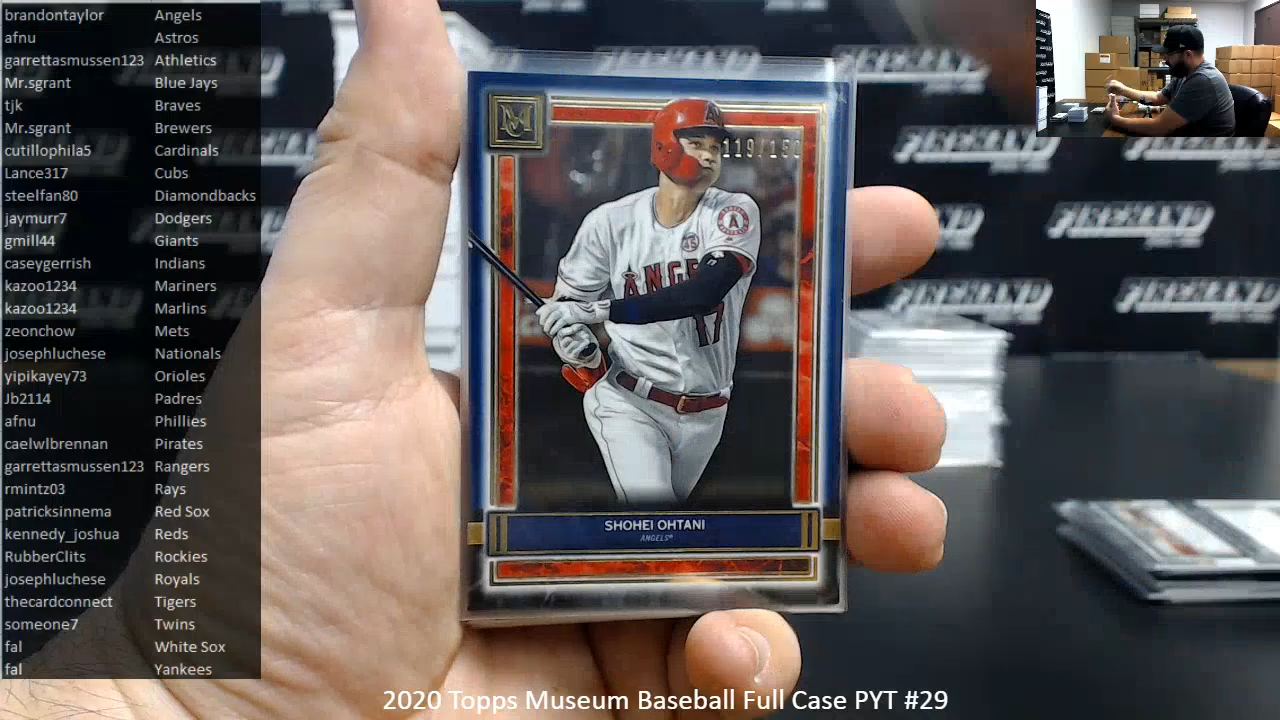 brandontaylor Angels
afnu Astros
garrettasmussen123 Athletics
Mr.sgrant Blue Jays
tjk Braves
Mr.sgrant Brewers
cutillophila5 Cardinals
Lance317 Cubs
steelfan80 Diamondbacks
jaymurr7 Dodgers
gmill44 Giants
caseygerrish Indians
kazoo1234 Mariners
kazoo1234 Marlins
zeonchow Mets
josephluchese Nationals
yipikayey73 Orioles
Jb2114 Padres
afnu Phillies
caelwlbrennan Pirates
garrettasmussen123 Rangers
rmintz03 Rays
patricksinnema Red Sox
kennedy_joshua Reds
RubberClits Rockies
josephluchese Royals
thecardconnect Tigers
someone7 Twins
fal White Sox
fal Yankees
M
119/150
A
45
17
SHOHEI OHTANI
ANGELS®
2020 Topps Museum Baseball Full Case PYT #29